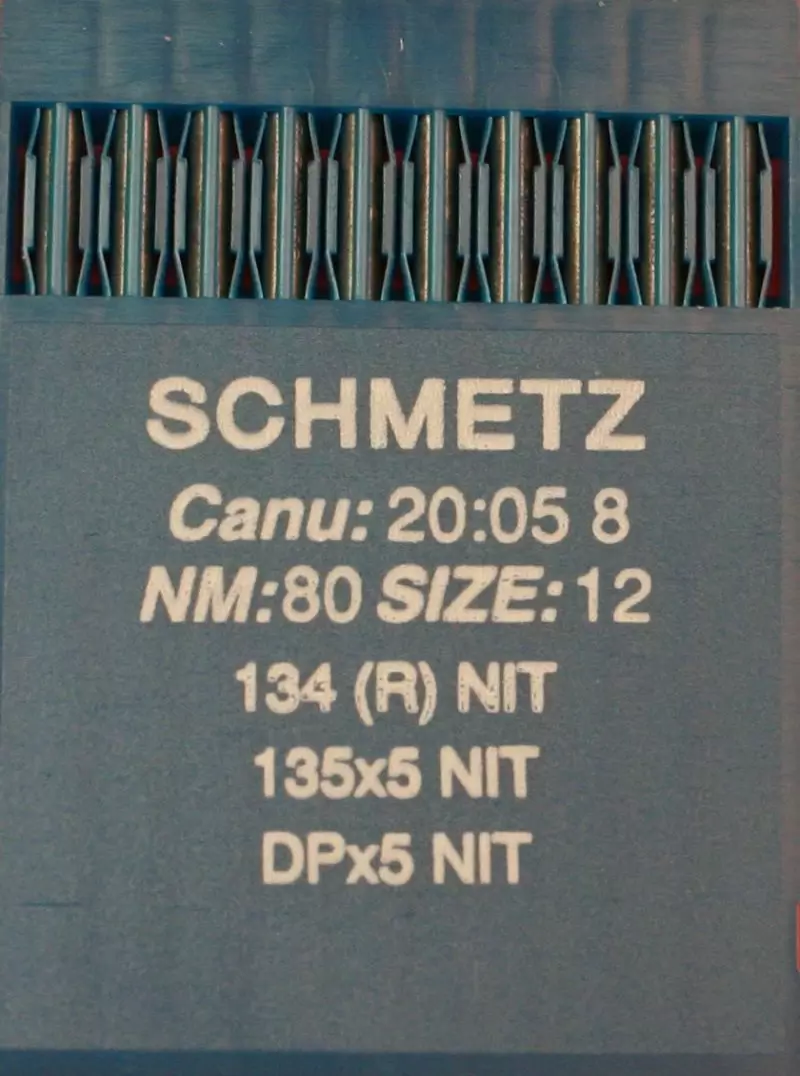 SCHMETZ
Canu: 20:05 8
NM:80 SIZE:12
134 (R) NIT
135x5 NIT
DPx5 NIT